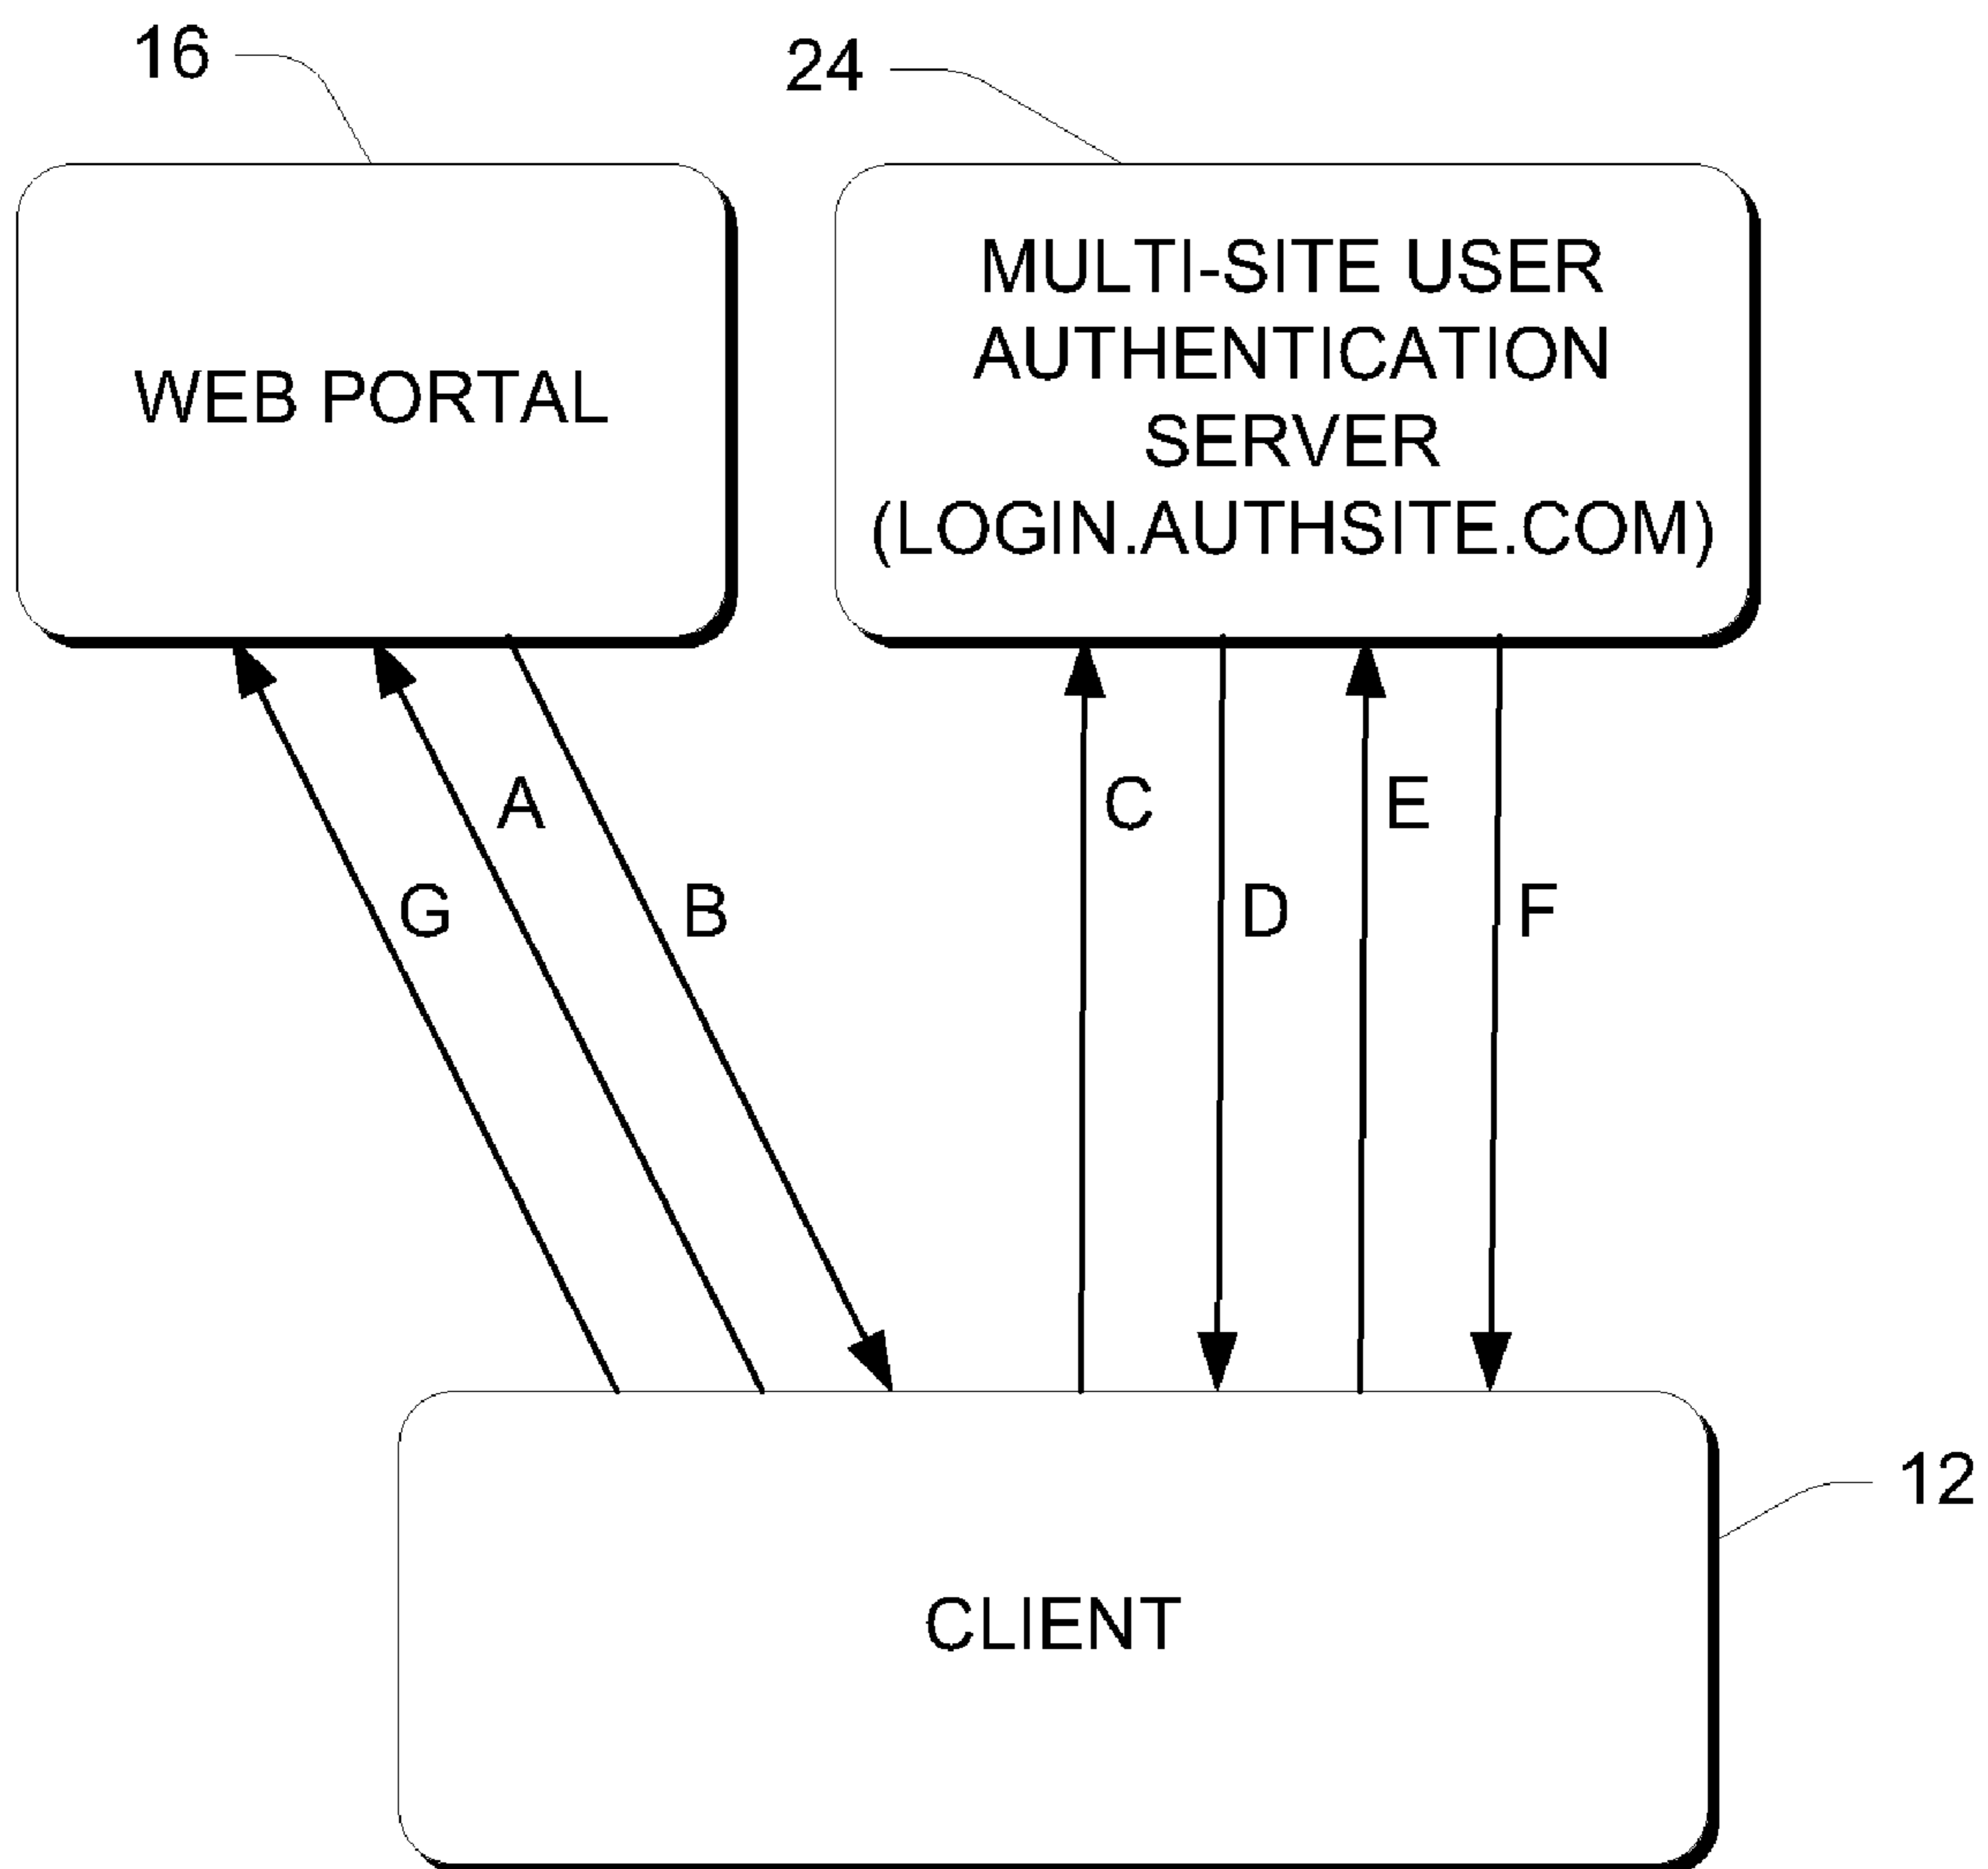 16
24
WEB PORTAL
MULTI-SITE USER
AUTHENTICATION
SERVER
(LOGIN.AUTHSITE.COM)
A
C
E
G
B
D
F
12
CLIENT